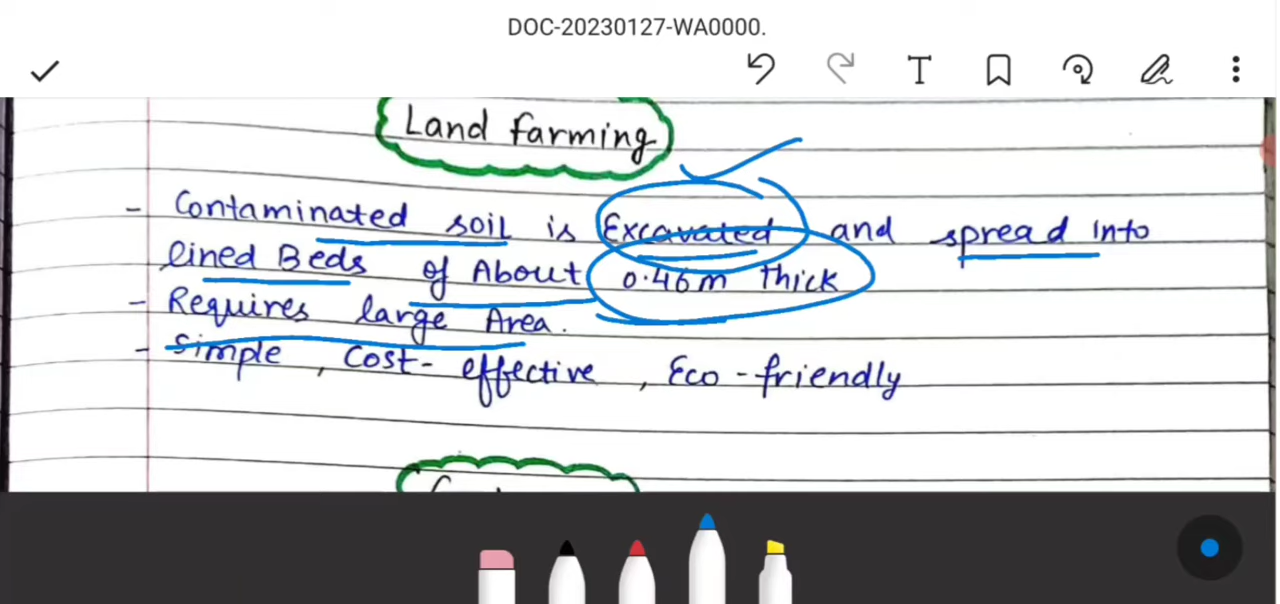 DOC-20230127-WA0000.
T
Land farming
- Contaminated soil is Excavated and spread into
lined Beds of About 0.46m thick
- Requires large Area.
- simple, Cost-effective, Eco-friendly